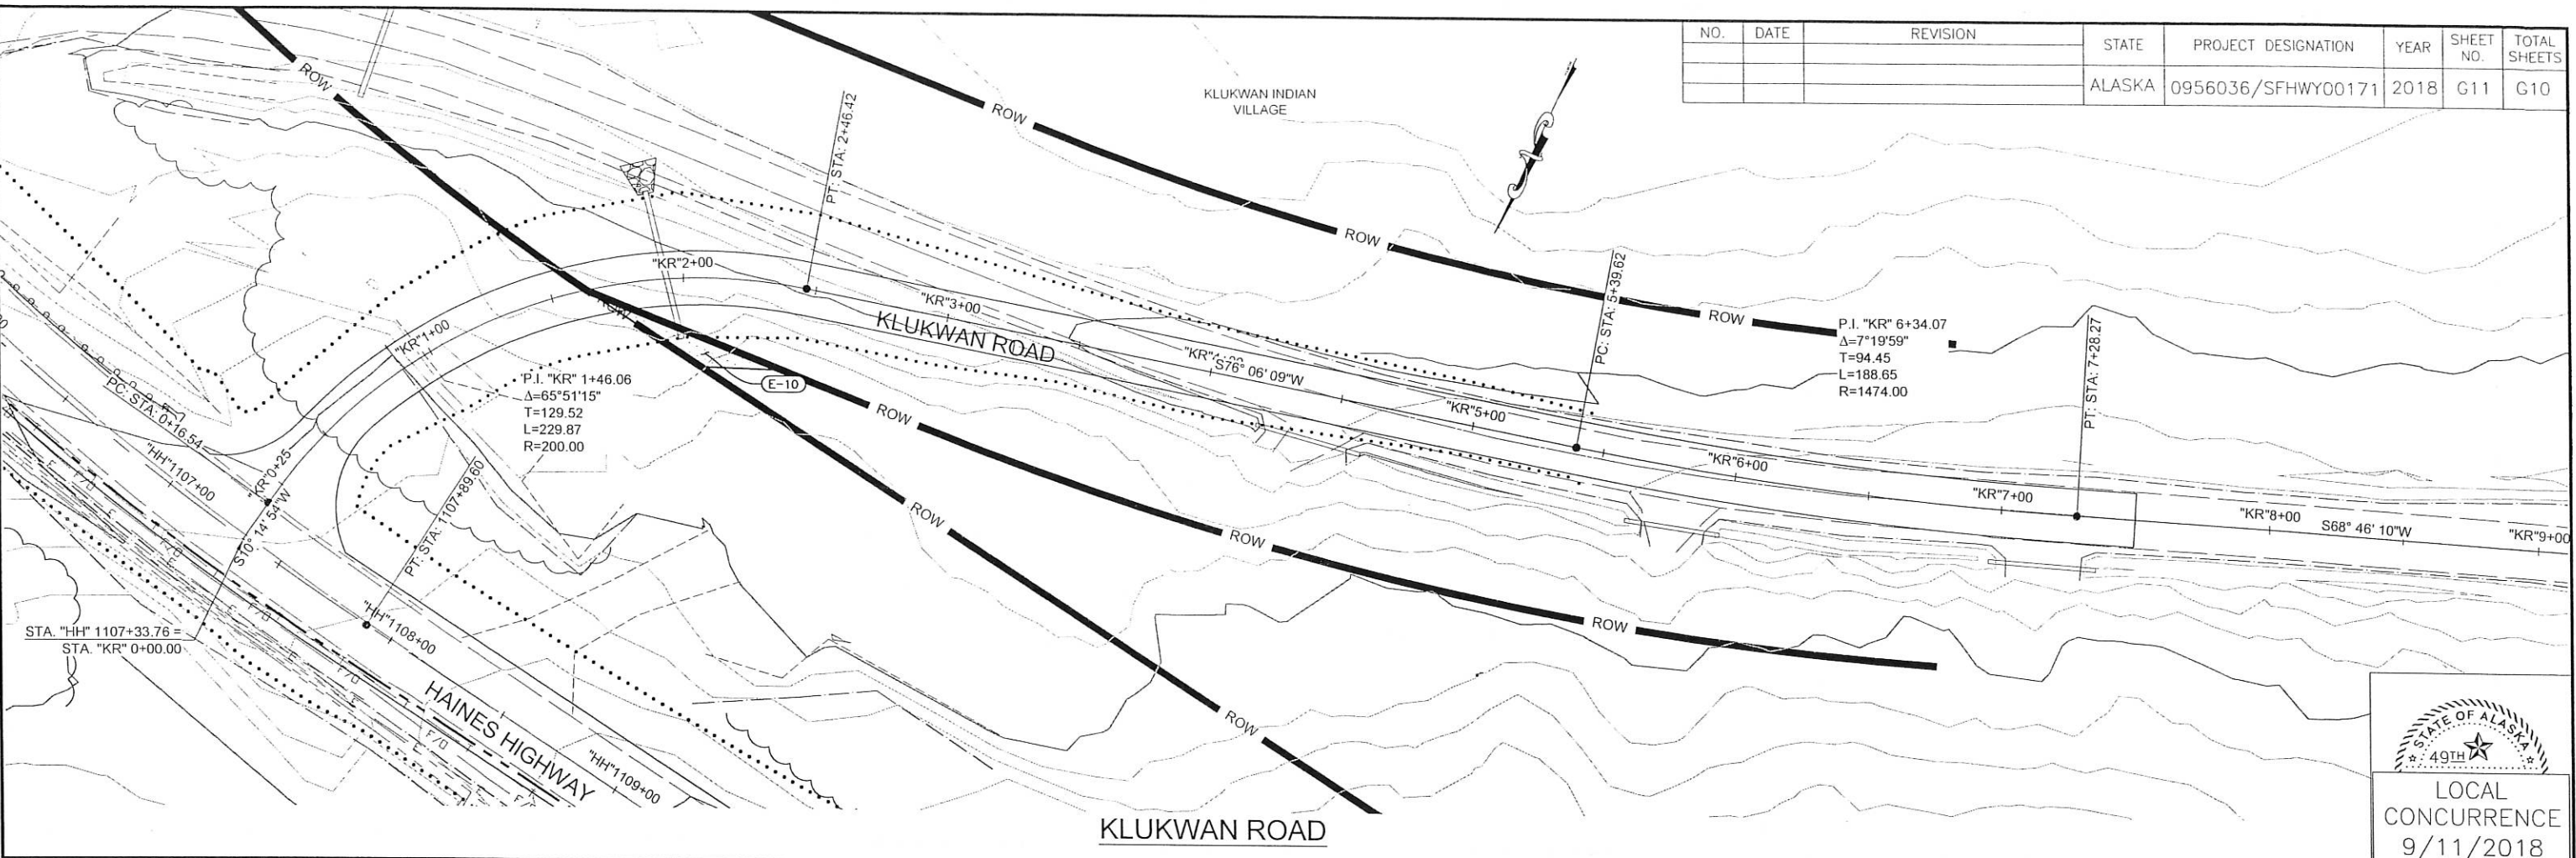 NO.
DATE
REVISION
STATE
PROJECT DESIGNATION
YEAR
SHEET
NO.
TOTAL
SHEETS
ALASKA
0956036/SFHWY00171
2018
G11
G10
ROW
ROW
KLUKWAN INDIAN
VILLAGE
PT: STA: 2+46.42
ROW
PC: STA: 5+39.62
ROW
P.I. "KR" 6+34.07
Δ=7°19'59"
T=94.45
L=188.65
R=1474.00
PT: STA: 7+28.27
"KR"2+00
"KR"3+00
KLUKWAN ROAD
"KR"1+00
S76° 06' 09"W
"KR"5+00
"KR"6+00
"KR"7+00
"KR"8+00
S68° 46' 10"W
"KR"9+00
P.I. "KR" 1+46.06
Δ=65°51'15"
T=129.52
L=229.87
R=200.00
E-10
ROW
ROW
ROW
ROW
ROW
PC: STA: 0+16.54
"HH"1107+00
"KR"0+25
S10° 14' 54"W
PT: STA: 1107+89.60
"HH"1108+00
STA. "HH" 1107+33.76 =
STA. "KR" 0+00.00
HAINES HIGHWAY
"HH"1109+00
F/O
F/O
F/O
F/O
F/O
KLUKWAN ROAD
STATE OF ALASKA
49TH
LOCAL
CONCURRENCE
9/11/2018